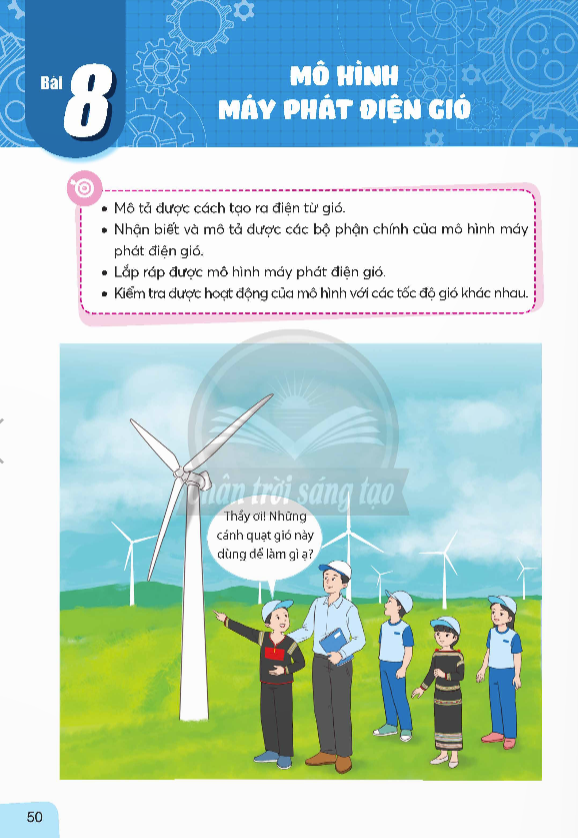 Bài 8
MÔ HÌNH
MÁY PHÁT ĐIỆN GIÓ
• Mô tả được cách tạo ra điện từ gió.
• Nhận biết và mô tả được các bộ phận chính của mô hình máy
phát điện gió.
• Lắp ráp được mô hình máy phát điện gió.
• Kiểm tra được hoạt động của mô hình với các tốc độ gió khác nhau.
Chân trời sáng tạo
Thầy ơi! Những
cánh quạt gió này
dùng để làm gì ạ?
50